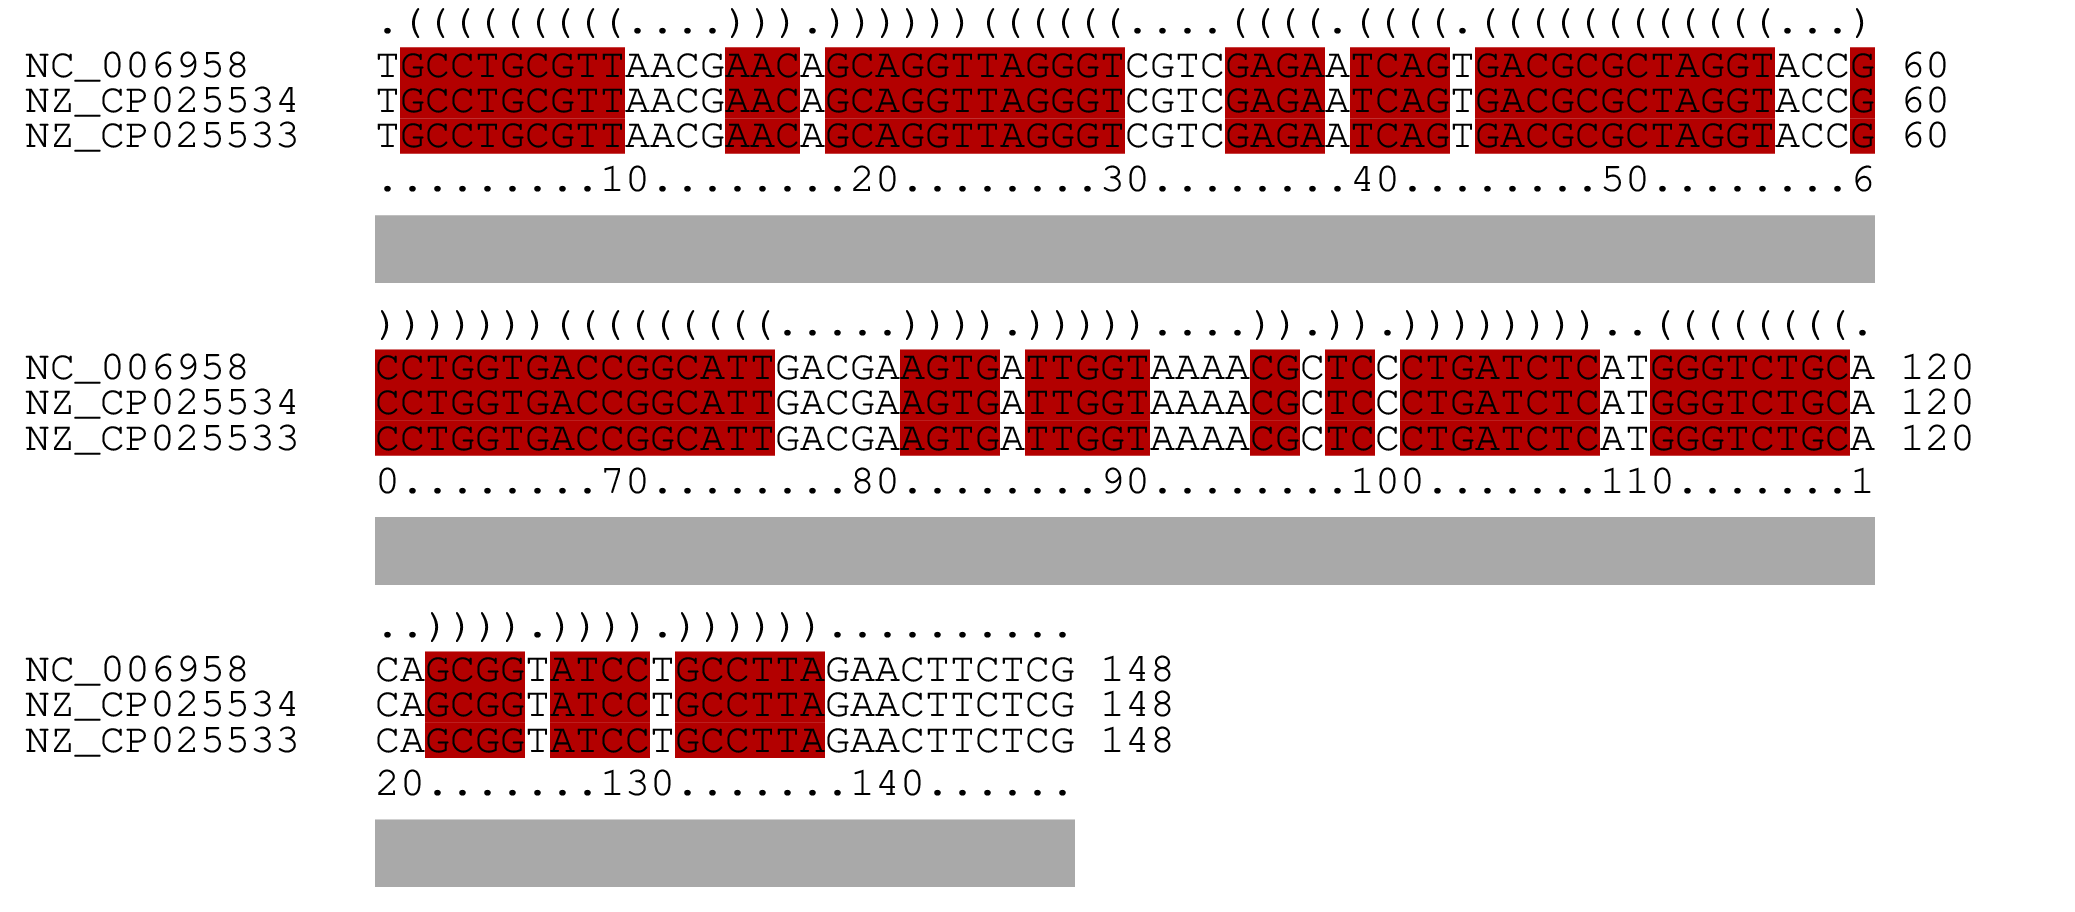 .(((((((((....))).))))))((((((....((((.((((.((((((((((((...)
NC_006958 TGCCTGCGTTAACGAACAGCAGGTTAGGGTCGTCGAGAATCAGTGACGCGCTAGGTACCG 60
NZ_CP025534 TGCCTGCGTTAACGAACAGCAGGTTAGGGTCGTCGAGAATCAGTGACGCGCTAGGTACCG 60
NZ_CP025533 TGCCTGCGTTAACGAACAGCAGGTTAGGGTCGTCGAGAATCAGTGACGCGCTAGGTACCG 60
.........10........20........30........40........50........6
)))))))(((((((((.....)))).)))))....)).)).))))))))..((((((((.
NC_006958 CCTGGTGACCGGCATTGACGAAGTGATTGGTAAAACGCTCCCTGATCTCATGGGTCTGCA 120
NZ_CP025534 CCTGGTGACCGGCATTGACGAAGTGATTGGTAAAACGCTCCCTGATCTCATGGGTCTGCA 120
NZ_CP025533 CCTGGTGACCGGCATTGACGAAGTGATTGGTAAAACGCTCCCTGATCTCATGGGTCTGCA 120
0........70........80........90........100.......110.......1
..)))).)))).))))))..........
NC_006958 CAGCGGTATCCTGCCTTAGAACTTCTCG 148
NZ_CP025534 CAGCGGTATCCTGCCTTAGAACTTCTCG 148
NZ_CP025533 CAGCGGTATCCTGCCTTAGAACTTCTCG 148
20.......130.......140......